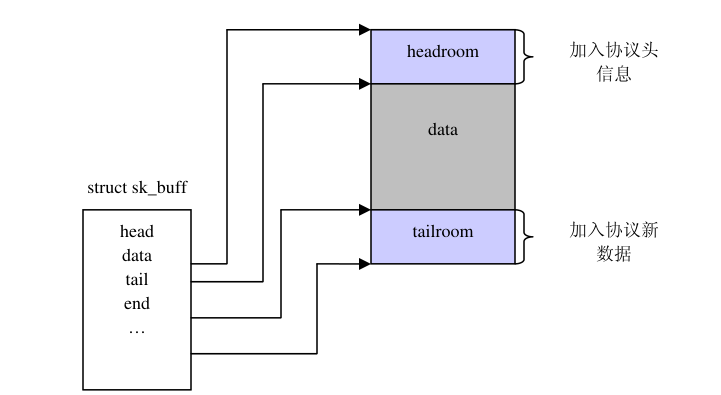 headroom
加入协议头
信息
data
struct sk_buff
head
data
tail
end
…
tailroom
加入协议新
数据